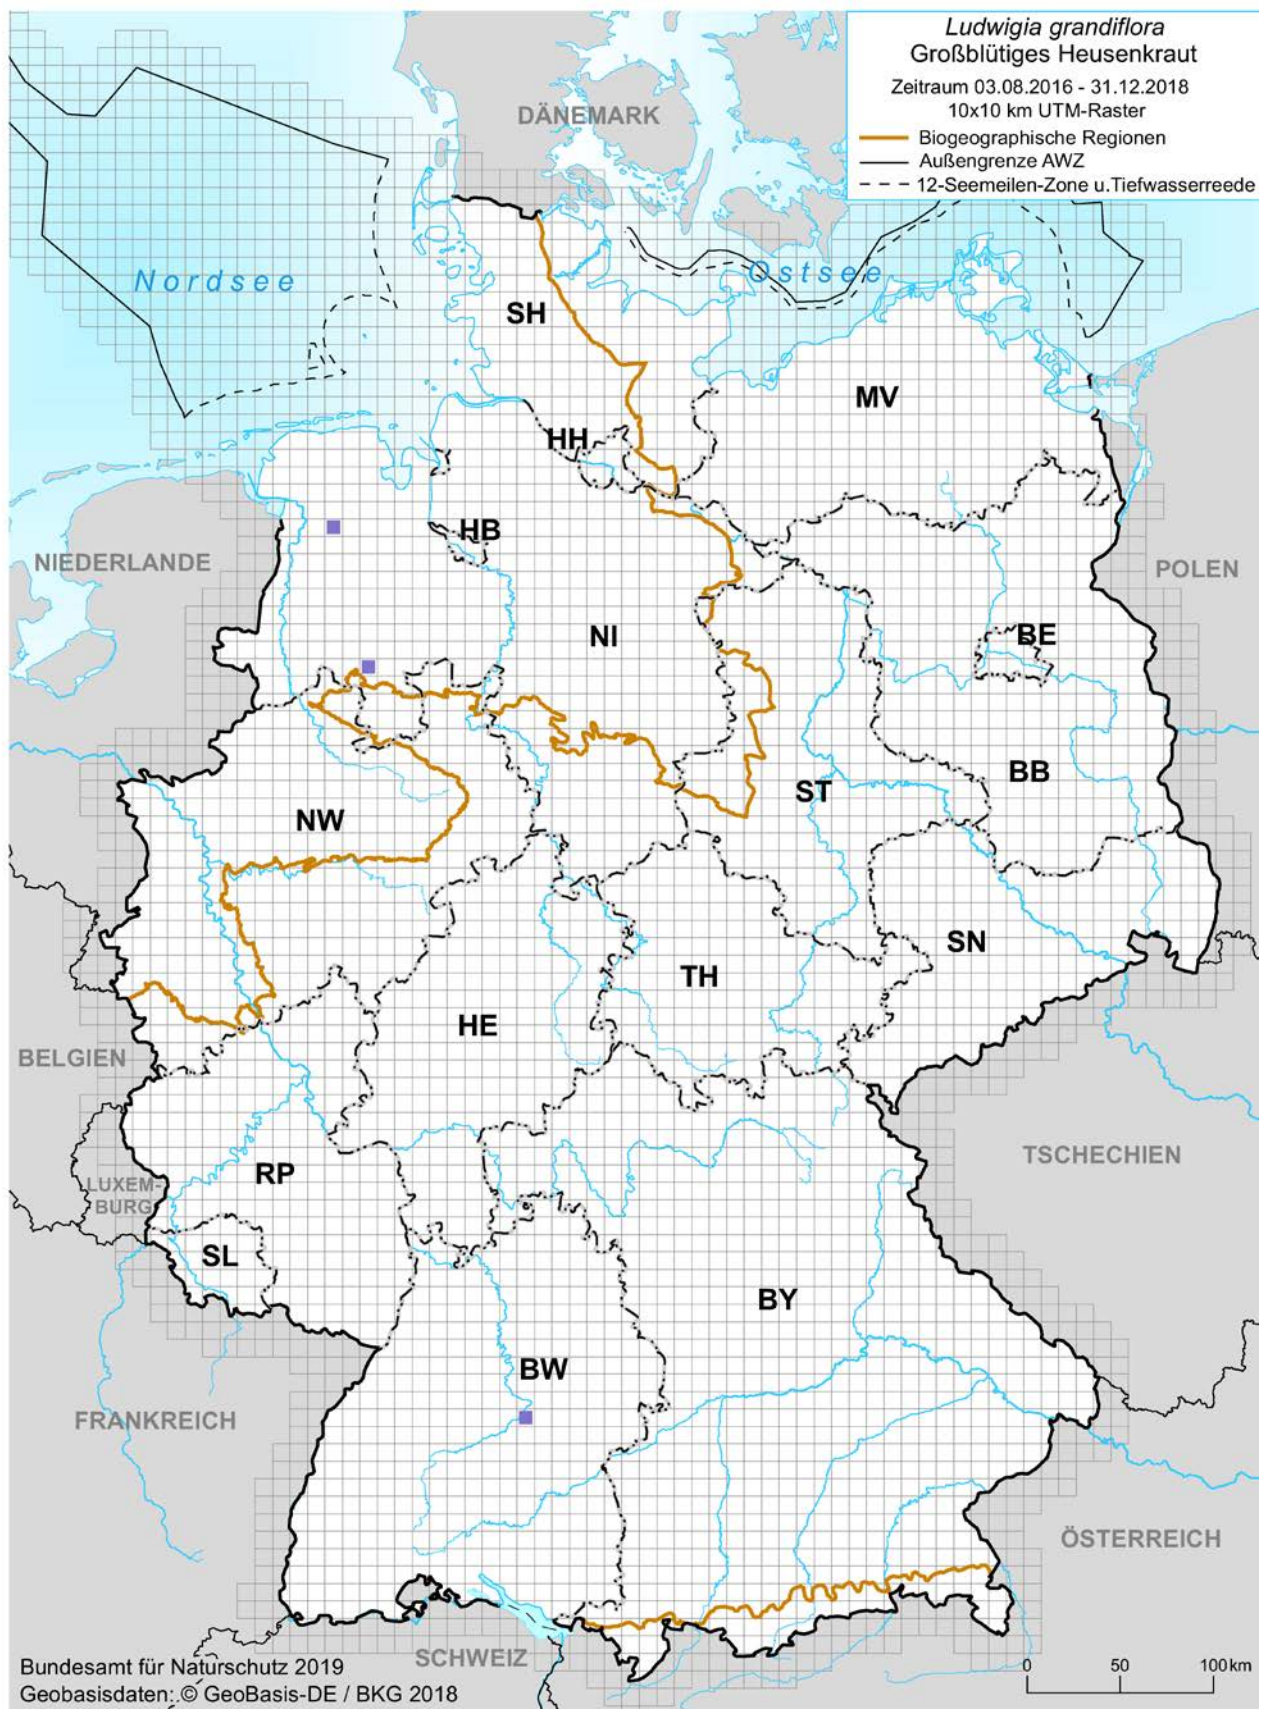 Ludwigia grandiflora
Großblütiges Heusenkraut
Zeitraum 03.08.2016 - 31.12.2018
10x10 km UTM-Raster
Biogeographische Regionen
Außengrenze AWZ
12-Seemeilen-Zone u.Tiefwasserreede
DÄNEMARK
Nordsee
Ostsee
SH
MV
HH
HB
NIEDERLANDE
POLEN
NI
BE
BB
ST
NW
SN
TH
HE
BELGIEN
TSCHECHIEN
RP
LUXEM-
BURG
SL
BY
BW
FRANKREICH
ÖSTERREICH
SCHWEIZ
Bundesamt für Naturschutz 2019
Geobasisdaten:.© GeoBasis-DE / BKG 2018
0 50 100km